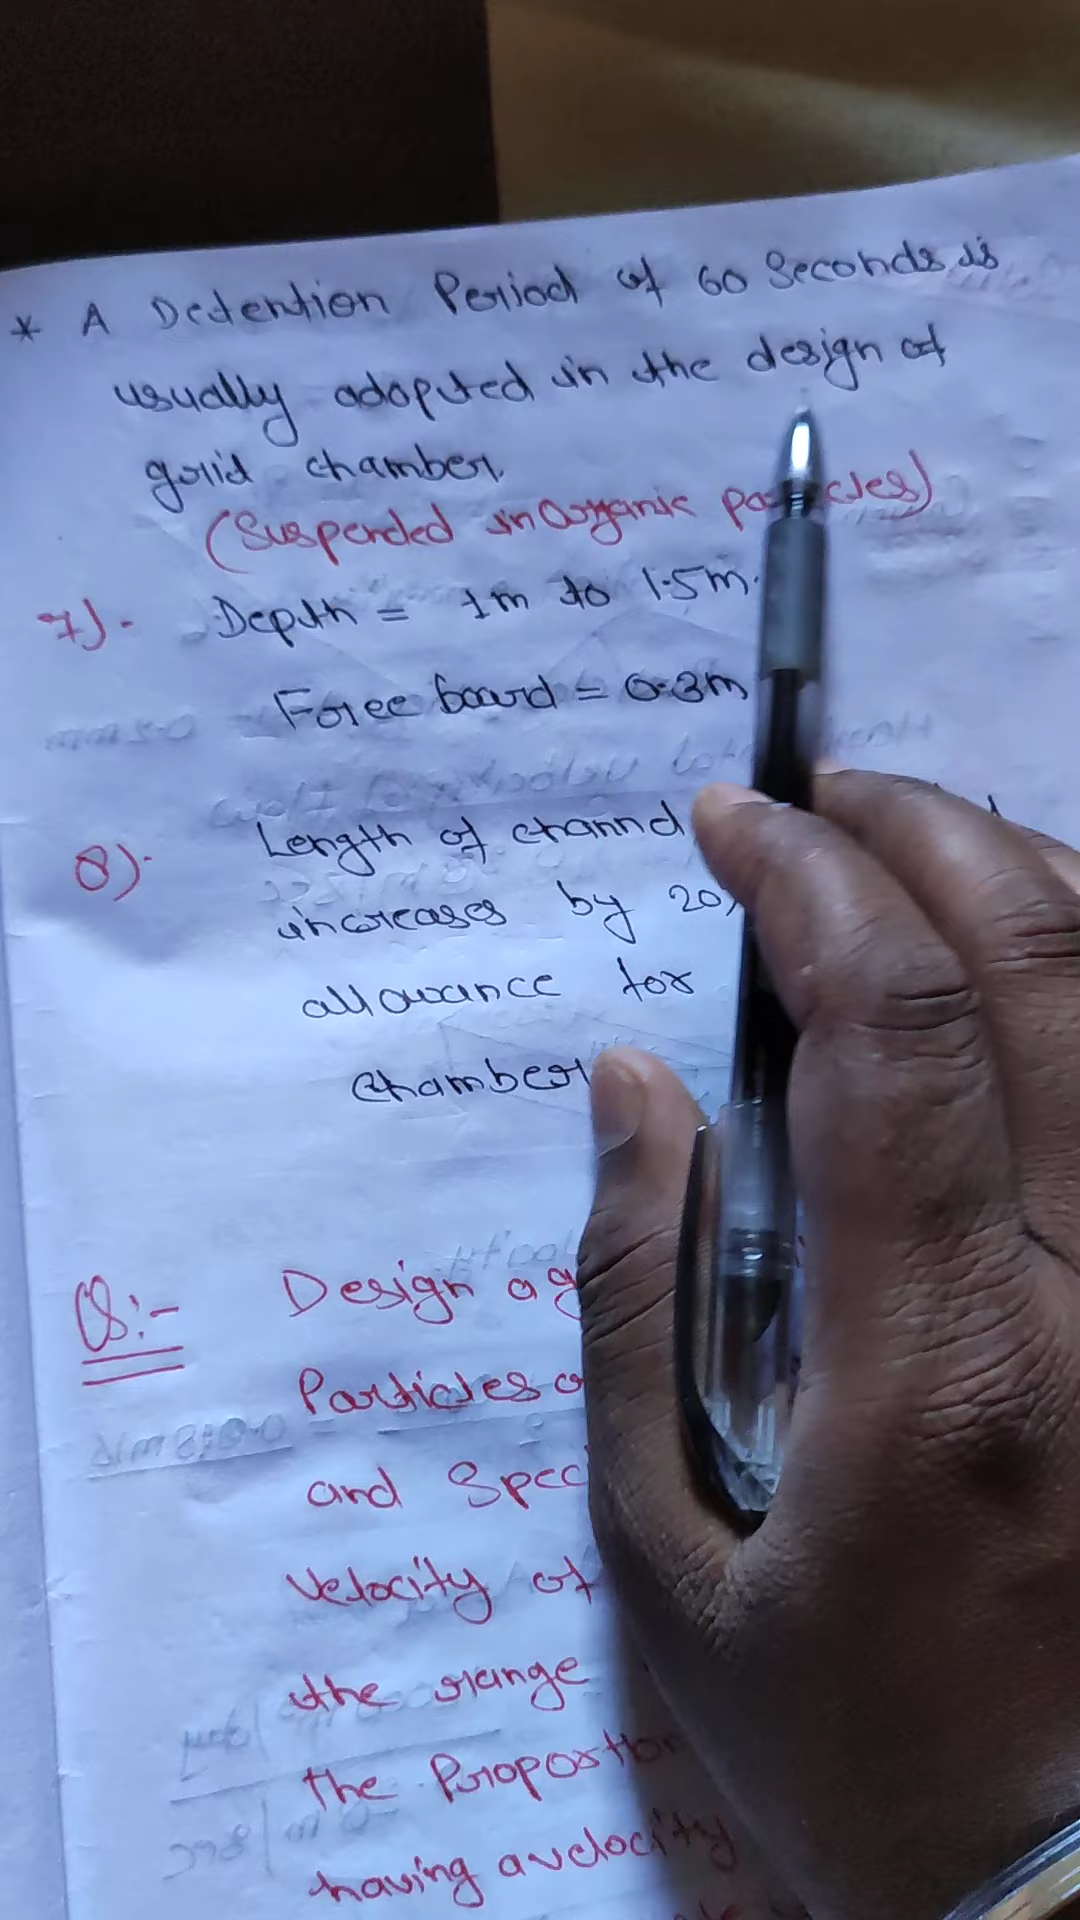 * A Detention Period of 60 Seconds is
usually adopted in the design of
grid chamber.
(Suspended inorganic particles)
7). Depth = 1m to 1.5m.
Free board = 0.3m
8). Length of channel
increases by 20%
allowance for
chamber
Q:- Design a g
Particles o
and Spec
Velocity of
the range
the Proportion
having a velocity